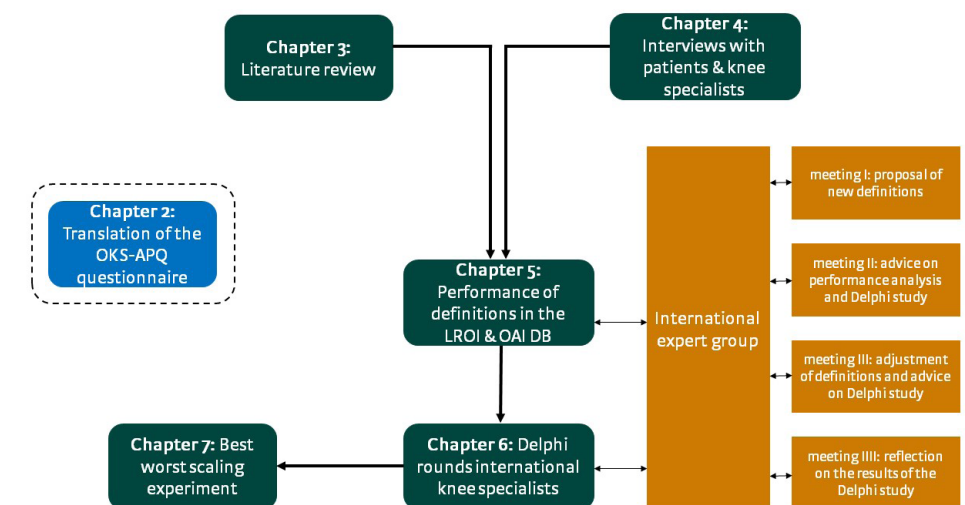 Chapter 3:
Literature review
Chapter 4:
Interviews with
patients & knee
specialists
Chapter 2:
Translation of the
OKS-APQ
questionnaire
Chapter 5:
Performance of
definitions in the
LROI & OAI DB
International
expert group
meeting I: proposal of
new definitions
meeting II: advice on
performance analysis
and Delphi study
meeting III: adjustment
of definitions and advice
on Delphi study
meeting IIII: reflection
on the results of the
Delphi study
Chapter 7: Best
worst scaling
experiment
Chapter 6: Delphi
rounds international
knee specialists